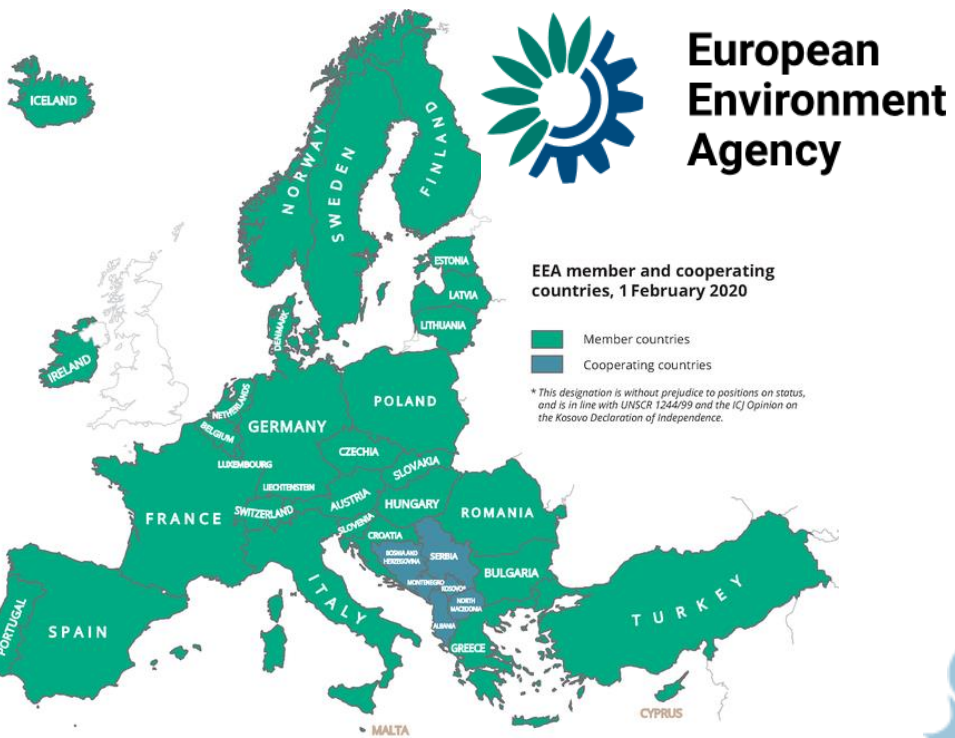 European
Environment
Agency
EEA member and cooperating
countries, 1 February 2020
Member countries
Cooperating countries
* This designation is without prejudice to positions on status,
and is in line with UNSCR 1244/99 and the ICJ Opinion on
the Kosovo Declaration of Independence.
ICELAND
NORWAY
SWEDEN
FINLAND
ESTONIA
LATVIA
LITHUANIA
DENMARK
IRELAND
NETHERLANDS
BELGIUM
LUXEMBOURG
GERMANY
POLAND
CZECHIA
SLOVAKIA
LIECHTENSTEIN
AUSTRIA
HUNGARY
SWITZERLAND
FRANCE
SLOVENIA
CROATIA
ROMANIA
BOSNIA AND
HERZEGOVINA
SERBIA
MONTENEGRO
KOSOVO*
BULGARIA
NORTH
MACEDONIA
ALBANIA
ITALY
GREECE
TURKEY
PORTUGAL
SPAIN
MALTA
CYPRUS